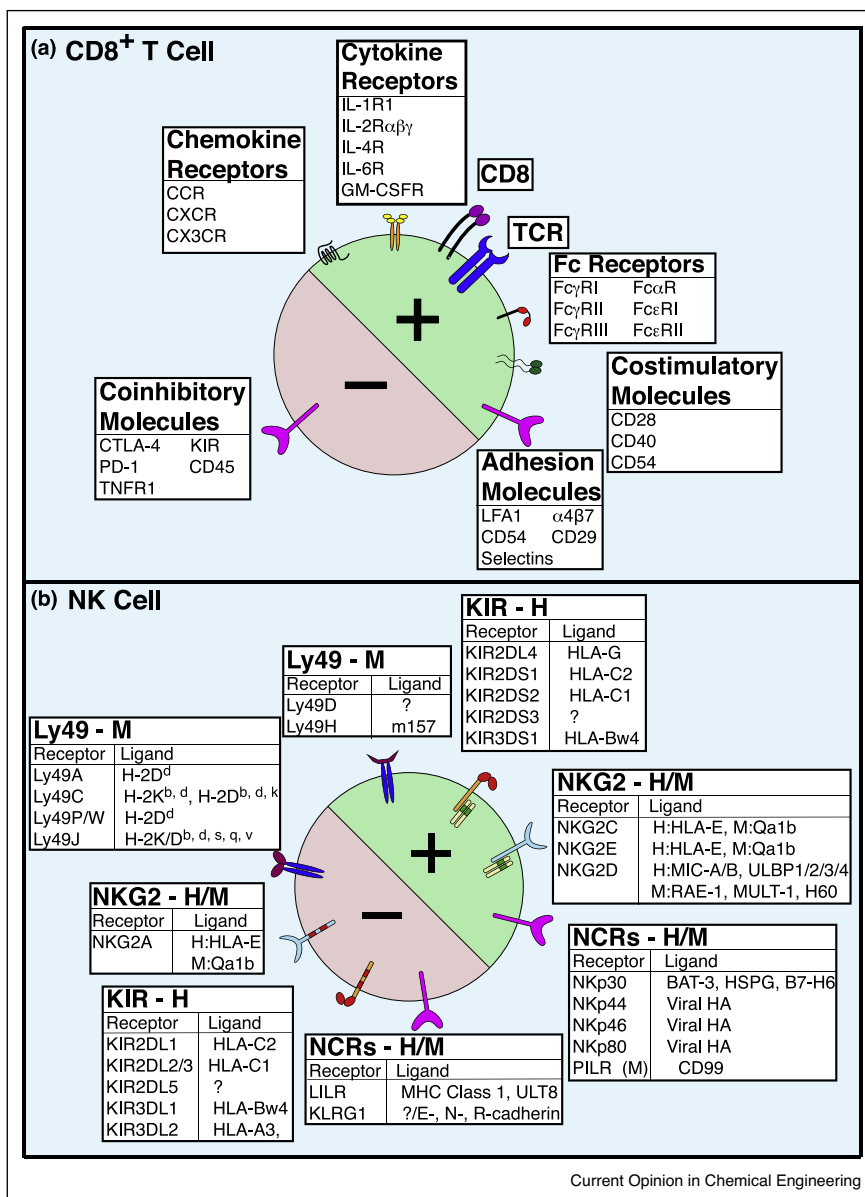 (a) CD8+ T Cell
Cytokine
Receptors
IL-1R1
IL-2Rαβγ
IL-4R
IL-6R
GM-CSFR
Chemokine
Receptors
CCR
CXCR
CX3CR
CD8
TCR
Fc Receptors
FcγRI FcαR
FcγRII FcεRI
FcγRIII FcεRII
+
−
Costimulatory
Molecules
CD28
CD40
CD54
Coinhibitory
Molecules
CTLA-4 KIR
PD-1 CD45
TNFR1
Adhesion
Molecules
LFA1 α4β7
CD54 CD29
Selectins
(b) NK Cell
KIR - H
Receptor Ligand
KIR2DL4 HLA-G
KIR2DS1 HLA-C2
KIR2DS2 HLA-C1
KIR2DS3 ?
KIR3DS1 HLA-Bw4
Ly49 - M
Receptor Ligand
Ly49D ?
Ly49H m157
Ly49 - M
Receptor Ligand
Ly49A H-2Dd
Ly49C H-2Kb, d, H-2Db, d, k
Ly49P/W H-2Dd
Ly49J H-2K/Db, d, s, q, v
NKG2 - H/M
Receptor Ligand
NKG2C H:HLA-E, M:Qa1b
NKG2E H:HLA-E, M:Qa1b
NKG2D H:MIC-A/B, ULBP1/2/3/4
M:RAE-1, MULT-1, H60
+
−
NKG2 - H/M
Receptor Ligand
NKG2A H:HLA-E
M:Qa1b
NCRs - H/M
Receptor Ligand
NKp30 BAT-3, HSPG, B7-H6
NKp44 Viral HA
NKp46 Viral HA
NKp80 Viral HA
PILR (M) CD99
KIR - H
Receptor Ligand
KIR2DL1 HLA-C2
KIR2DL2/3 HLA-C1
KIR2DL5 ?
KIR3DL1 HLA-Bw4
KIR3DL2 HLA-A3,
NCRs - H/M
Receptor Ligand
LILR MHC Class 1, ULT8
KLRG1 ?/E-, N-, R-cadherin
Current Opinion in Chemical Engineering